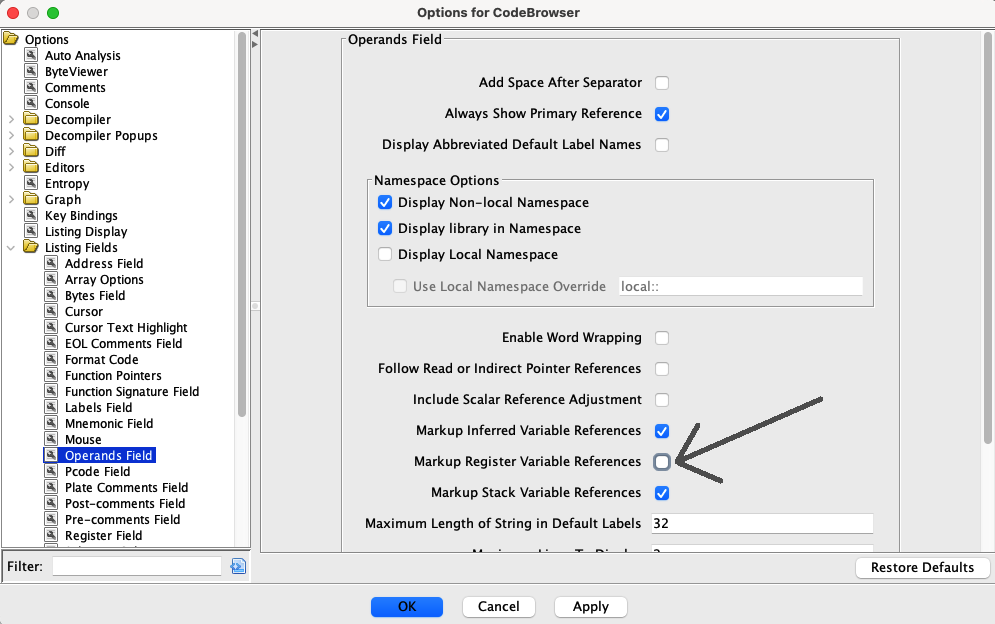 Options for CodeBrowser
Options
Auto Analysis
ByteViewer
Comments
Console
Decompiler
Decompiler Popups
Diff
Editors
Entropy
Graph
Key Bindings
Listing Display
Listing Fields
Address Field
Array Options
Bytes Field
Cursor
Cursor Text Highlight
EOL Comments Field
Format Code
Function Pointers
Function Signature Field
Labels Field
Mnemonic Field
Mouse
Operands Field
Pcode Field
Plate Comments Field
Post-comments Field
Pre-comments Field
Register Field
Filter:
Operands Field
Add Space After Separator
Always Show Primary Reference
Display Abbreviated Default Label Names
Namespace Options
Display Non-local Namespace
Display library in Namespace
Display Local Namespace
Use Local Namespace Override local::
Enable Word Wrapping
Follow Read or Indirect Pointer References
Include Scalar Reference Adjustment
Markup Inferred Variable References
Markup Register Variable References
Markup Stack Variable References
Maximum Length of String in Default Labels 32
Restore Defaults
OK Cancel Apply